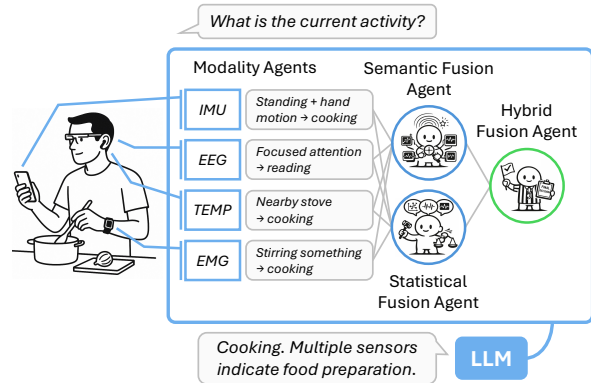 What is the current activity?
Modality Agents
Semantic Fusion
Agent
Hybrid
Fusion Agent
IMU
Standing + hand
motion → cooking
EEG
Focused attention
→ reading
TEMP
Nearby stove
→ cooking
EMG
Stirring something
→ cooking
Statistical
Fusion Agent
Cooking. Multiple sensors
indicate food preparation.
LLM